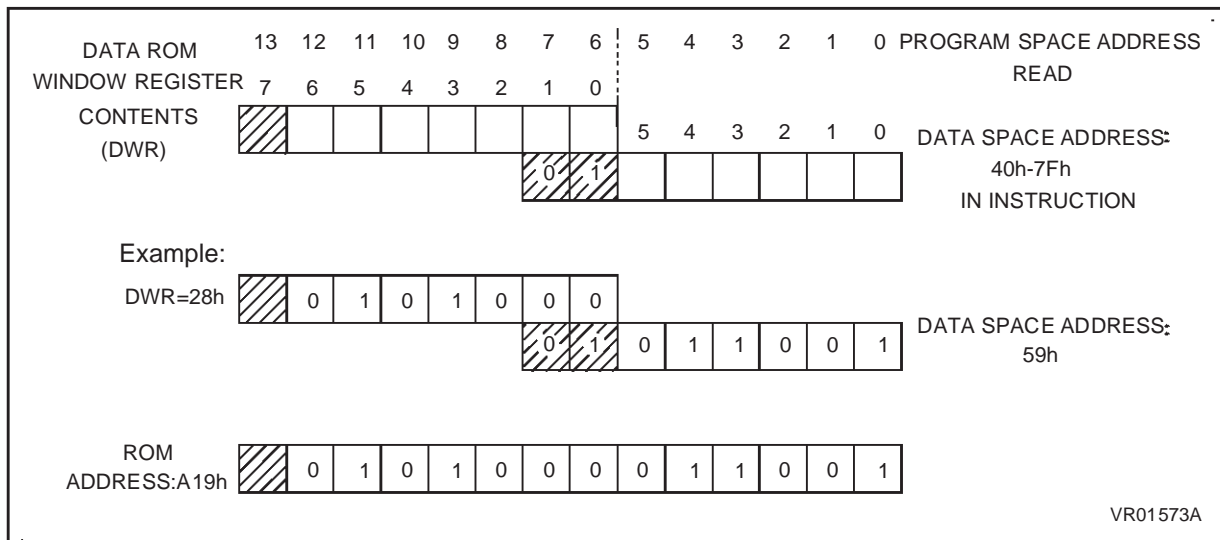 13 12 11 10 9 8 7 6 5 4 3 2 1 0 PROGRAM SPACE ADDRESS
DATA ROM
READ
WINDOW REGISTER 7 6 5 4 3 2 1 0
CONTENTS
(DWR)
5 4 3 2 1 0 DATA SPACE ADDRESS:
40h-7Fh
0 1
IN INSTRUCTION
Example:
DWR=28h 0 1 0 1 0 0 0
0 1 0 1 1 0 0 1 DATA SPACE ADDRESS:
59h
ROM
ADDRESS:A19h 0 1 0 1 0 0 0 0 1 1 0 0 1
VR01573A